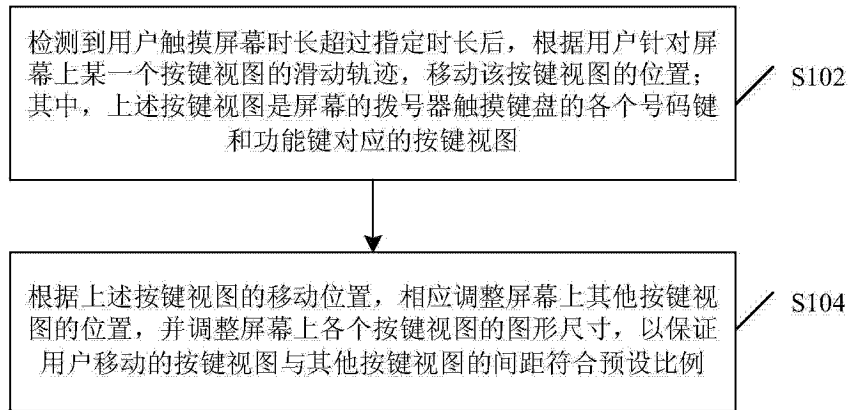 检测到用户触摸屏幕时长超过指定时长后，根据用户针对屏
幕上某一个按键视图的滑动轨迹，移动该按键视图的位置；
其中，上述按键视图是屏幕的拨号器触摸键盘的各个号码键
和功能键对应的按键视图
S102
根据上述按键视图的移动位置，相应调整屏幕上其他按键视
图的位置，并调整屏幕上各个按键视图的图形尺寸，以保证
用户移动的按键视图与其他按键视图的间距符合预设比例
S104